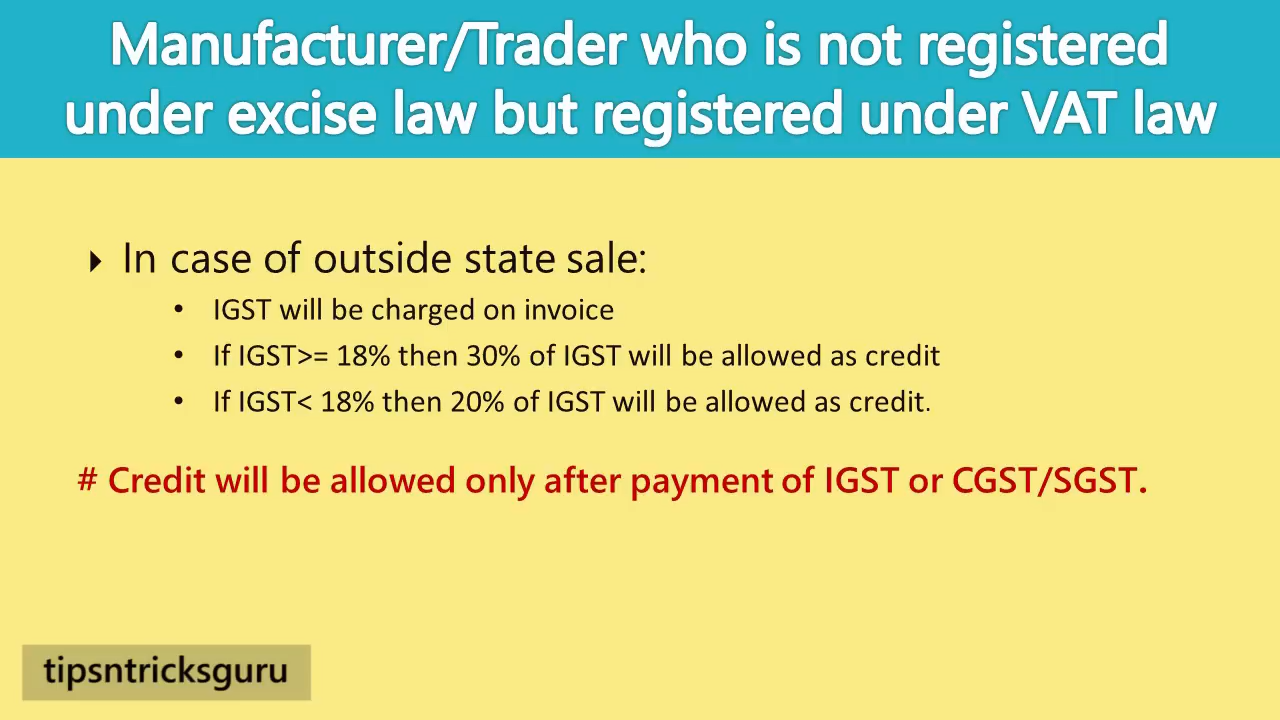 Manufacturer/Trader who is not registered
under excise law but registered under VAT law
In case of outside state sale:
• IGST will be charged on invoice
• If IGST>= 18% then 30% of IGST will be allowed as credit
• If IGST< 18% then 20% of IGST will be allowed as credit.
# Credit will be allowed only after payment of IGST or CGST/SGST.
tipsntricksguru